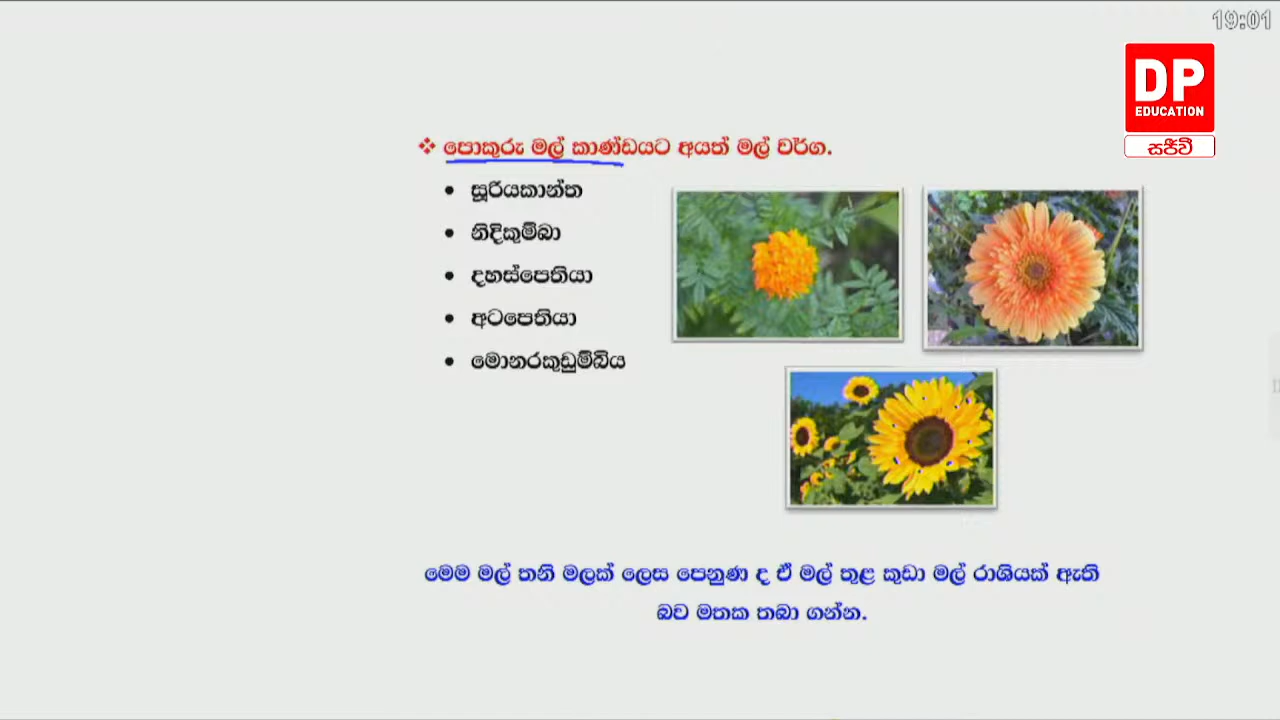 19:01
DP
EDUCATION
සජීවී
❖ පොකුරු මල් කාණ්ඩයට අයත් මල් වර්ග.
• සූරියකාන්ත
• නිදිකුම්බා
• දහස්පෙතියා
• අටපෙතියා
• මොනරකුඩුම්බිය
මෙම මල් තනි මලක් ලෙස පෙනුණ ද ඒ මල් තුළ කුඩා මල් රාශියක් ඇති
බව මතක තබා ගන්න.